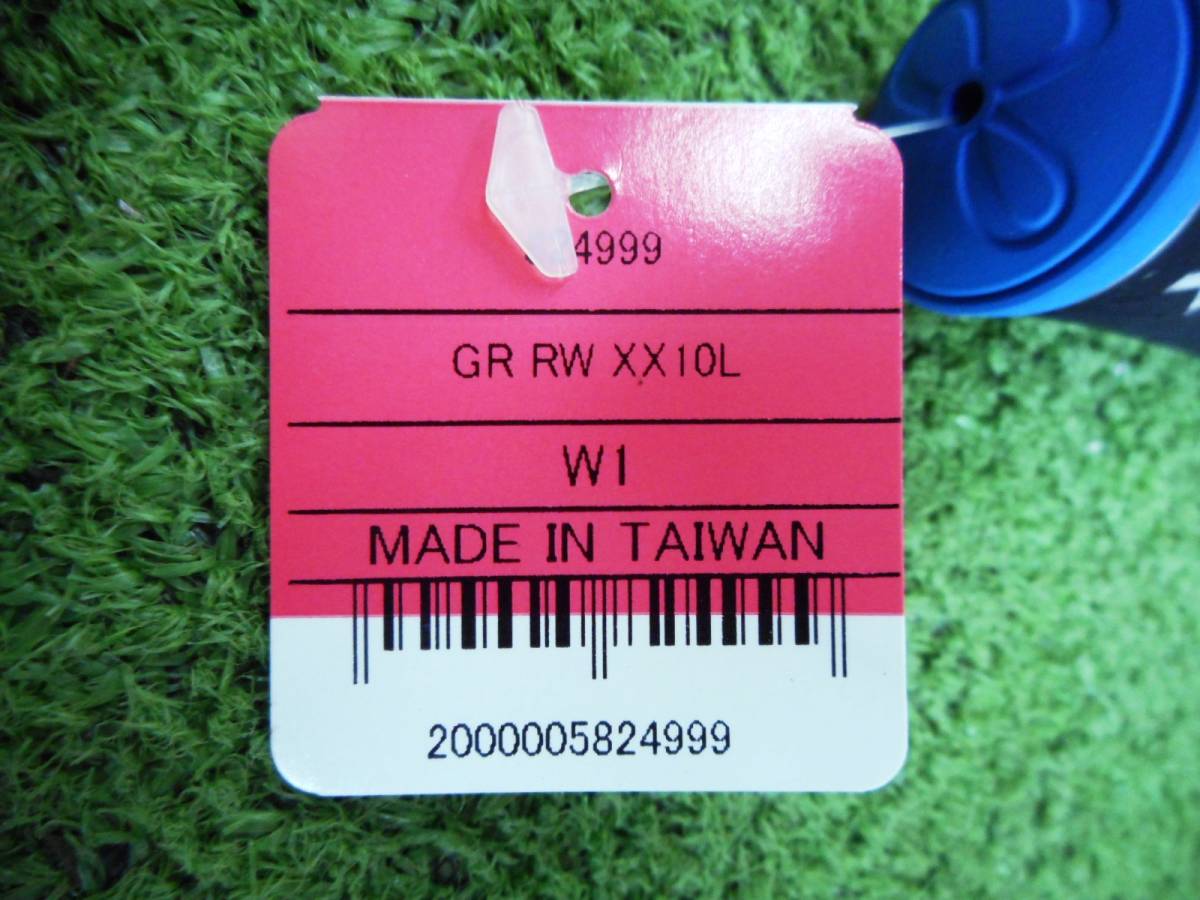 4999
GR RW XX10L
W1
MADE IN TAIWAN
2000005824999